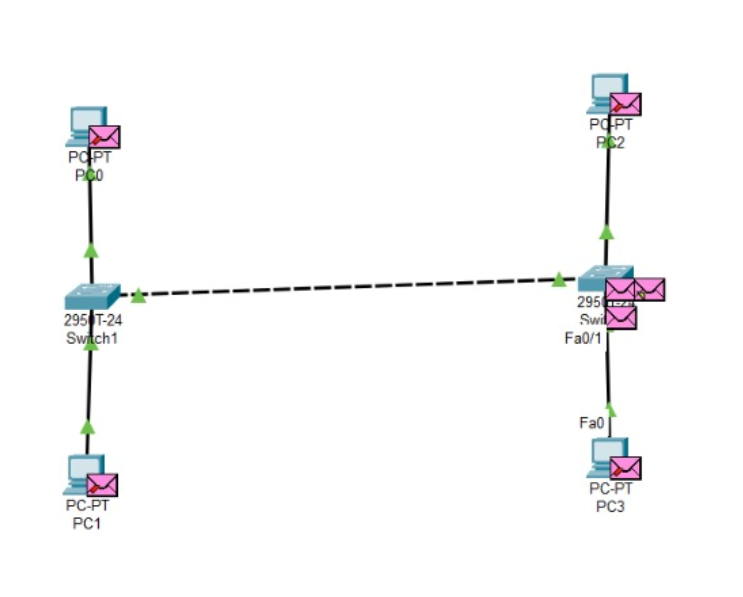 PC-PT
PC0
PC-PT
PC2
2950T-24
Switch1
Fa0/1
Fa0
PC-PT
PC1
PC-PT
PC3